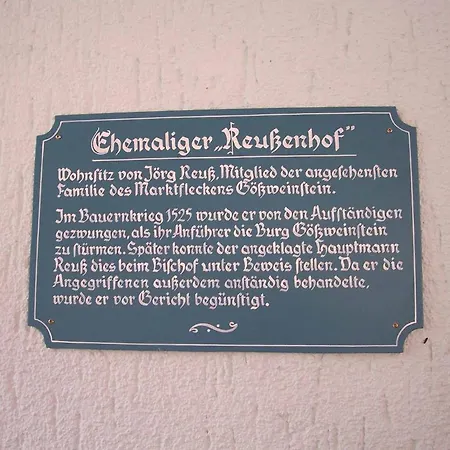 Ehemaliger „Reußenhof"
Wohnsitz von Jörg Reuß, Mitglied der angesehensten
Familie des Marktfleckens Gößweinstein.
Im Bauernkrieg 1525 wurde er von den Aufständigen
gezwungen, als ihr Anführer die Burg Gößweinstein
zu stürmen. Später konnte der angeklagte Hauptmann
Reuß dies beim Bischof unter Beweis stellen. Da er die
Angegriffenen außerdem anständig behandelte,
wurde er vor Gericht begünstigt.